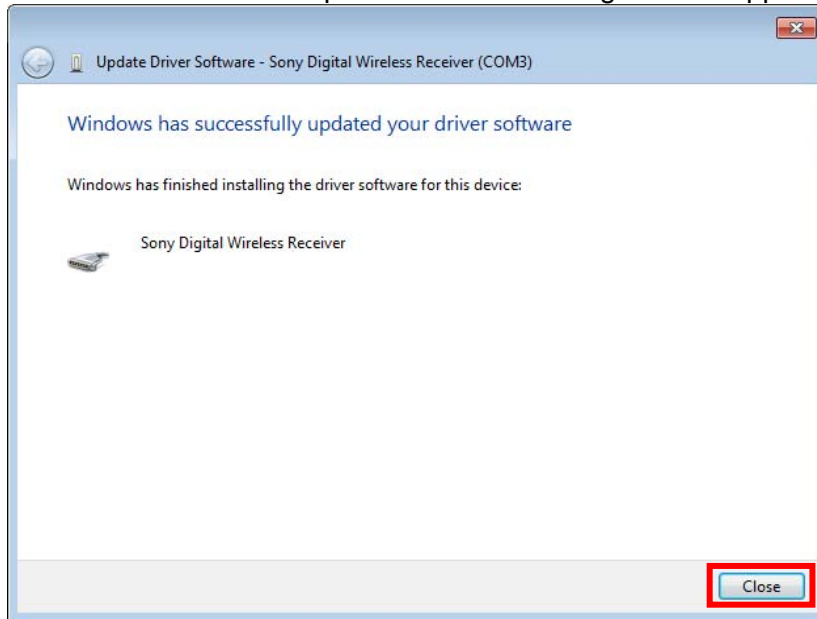 Update Driver Software - Sony Digital Wireless Receiver (COM3)
Windows has successfully updated your driver software
Windows has finished installing the driver software for this device:
Sony Digital Wireless Receiver
Close